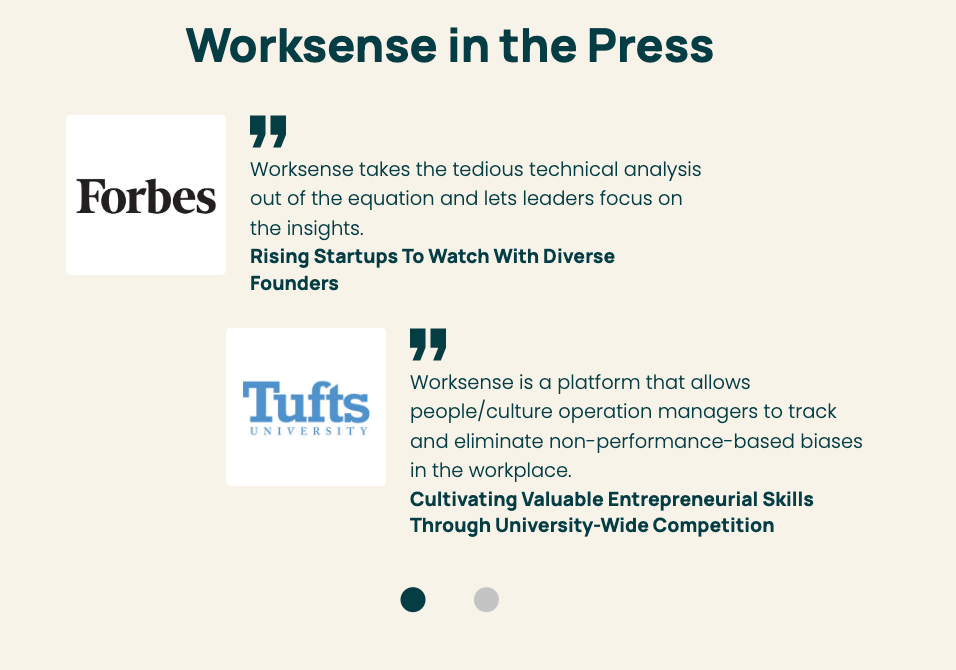 Worksense in the Press
Forbes
Worksense takes the tedious technical analysis
out of the equation and lets leaders focus on
the insights.
Rising Startups To Watch With Diverse
Founders
Tufts
UNIVERSITY
Worksense is a platform that allows
people/culture operation managers to track
and eliminate non-performance-based biases
in the workplace.
Cultivating Valuable Entrepreneurial Skills
Through University-Wide Competition